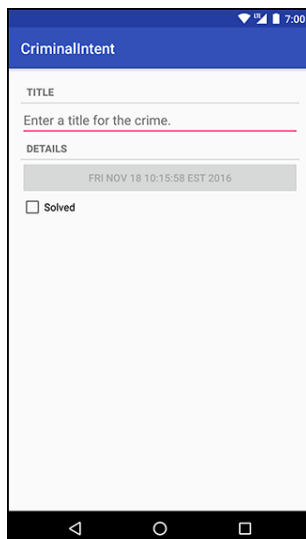 LTE 7:00
CriminalIntent
TITLE
Enter a title for the crime.
DETAILS
FRI NOV 18 10:15:58 EST 2016
Solved